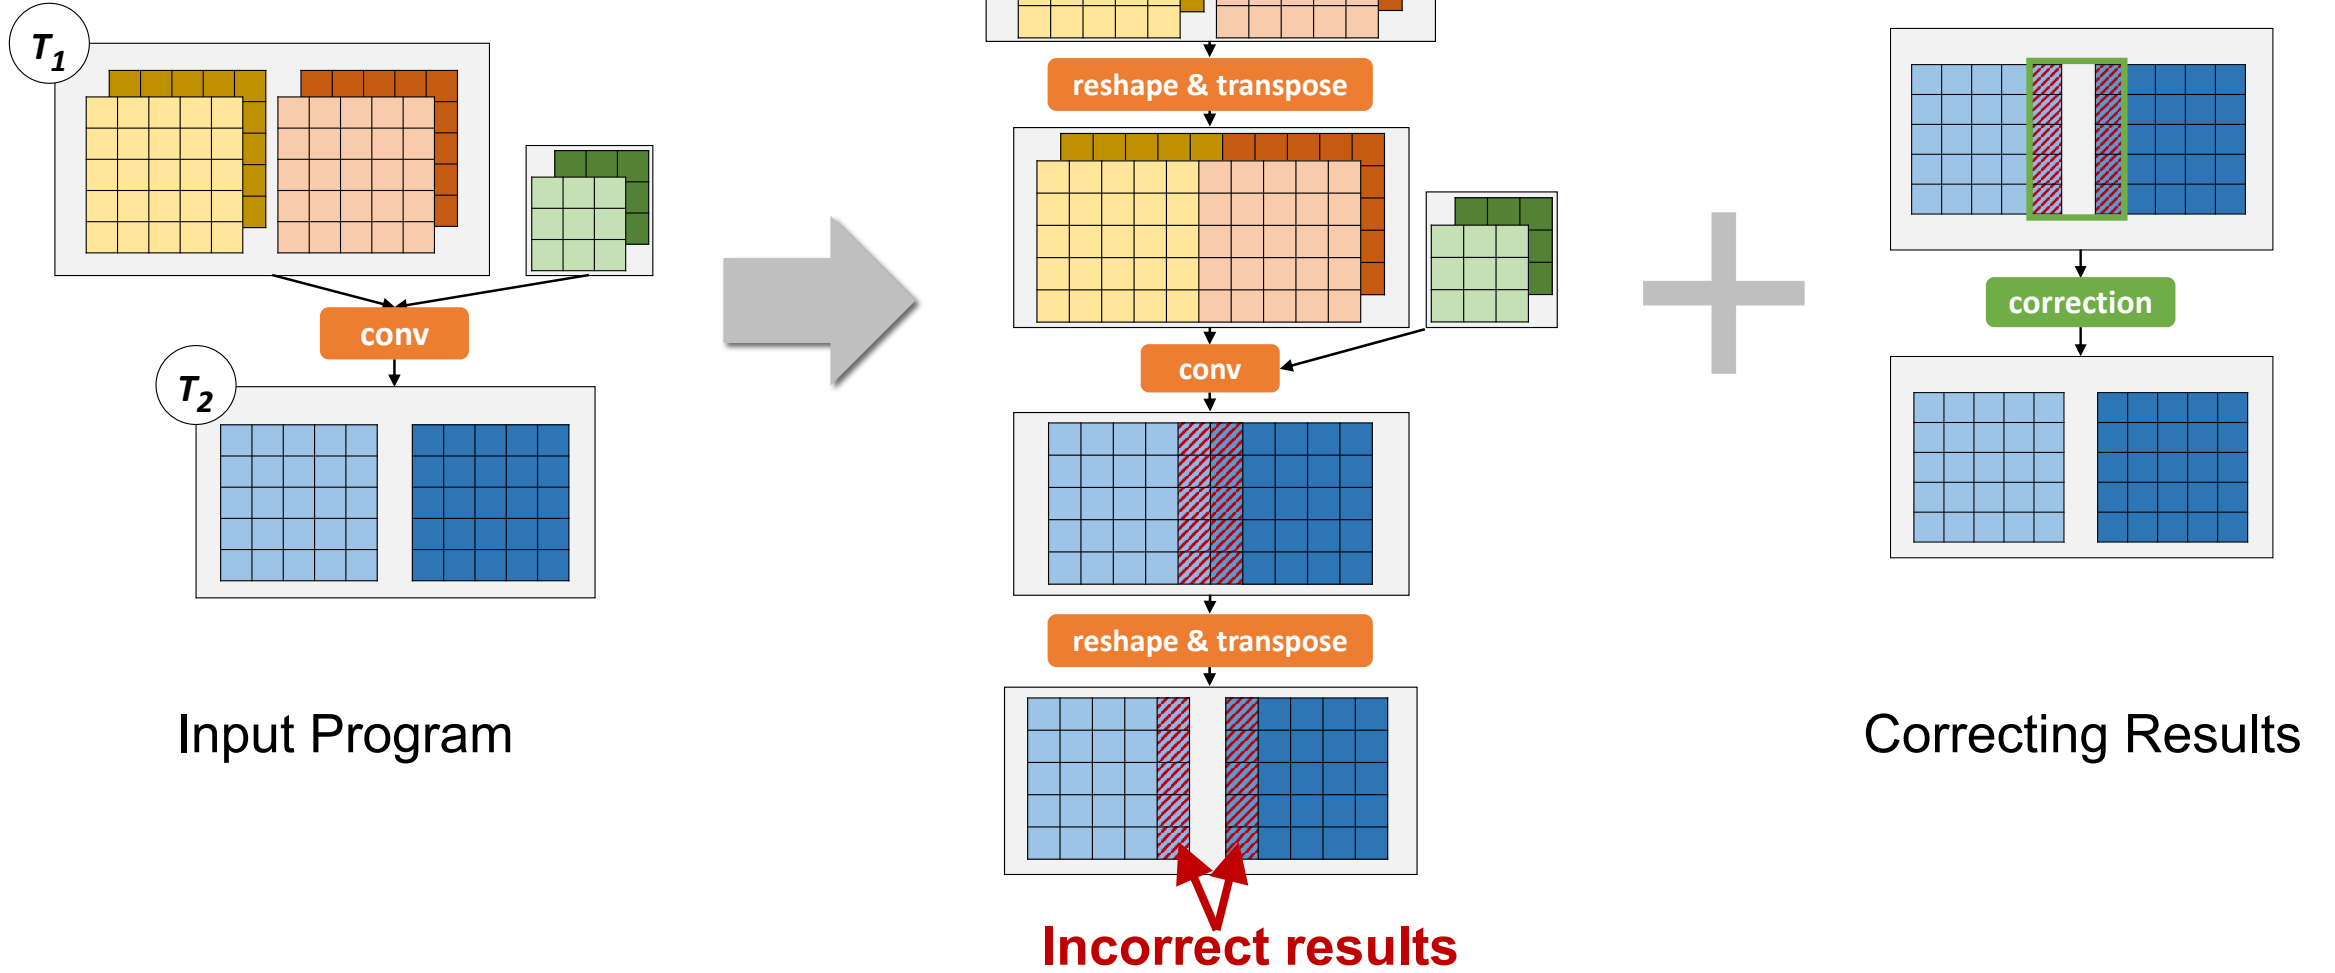 T1
conv
T2
Input Program
reshape & transpose
conv
reshape & transpose
Incorrect results
correction
Correcting Results